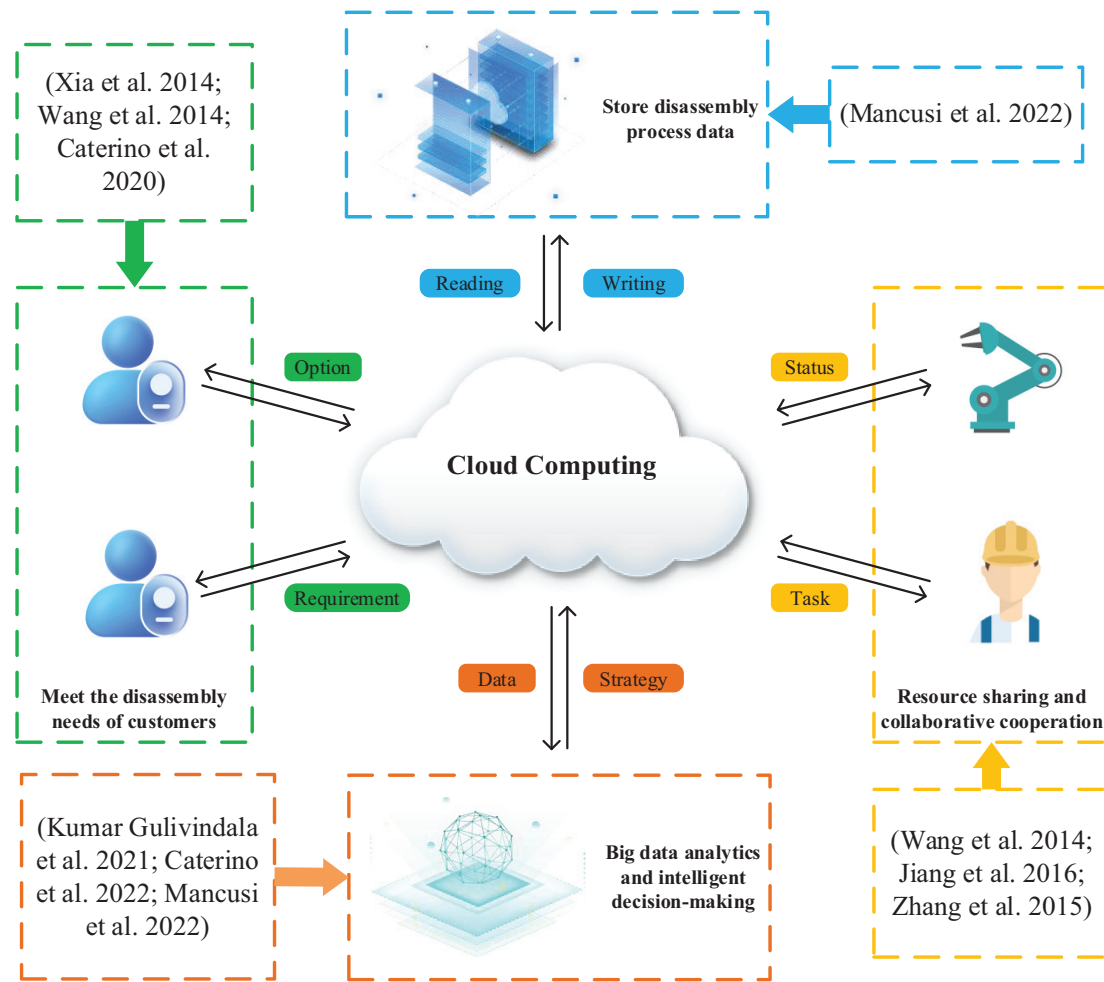 (Xia et al. 2014;
Wang et al. 2014;
Caterino et al.
2020)
Store disassembly
process data
(Mancusi et al. 2022)
Reading
Writing
Option
Status
Cloud Computing
Requirement
Task
Meet the disassembly
needs of customers
Data
Strategy
Resource sharing and
collaborative cooperation
(Kumar Gulivindala
et al. 2021; Caterino
et al. 2022; Mancusi
et al. 2022)
Big data analytics
and intelligent
decision-making
(Wang et al. 2014;
Jiang et al. 2016;
Zhang et al. 2015)